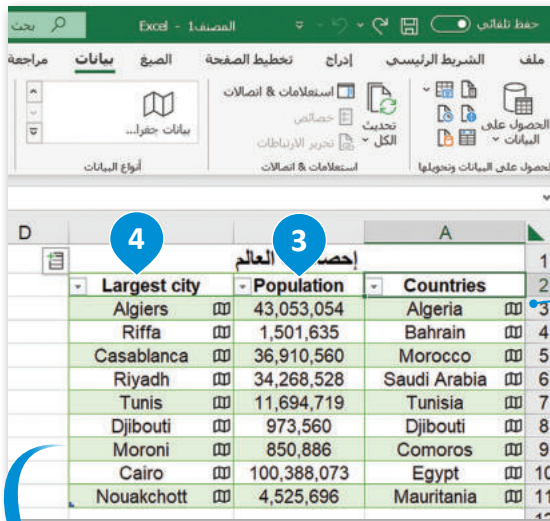 حفظ تلقائي المصنف1 - Excel بحث
ملف الشريط الرئيسي إدراج تخطيط الصفحة الصيغ بيانات مراجعة
الحصول على البيانات
تحديث الكل
استعلامات & اتصالات
خصائص
تحرير الارتباطات
بيانات جغرا...
الحصول على البيانات وتحويلها استعلامات & اتصالات أنواع البيانات
4 3
A D
1
2 Countries Population Largest city
3 Algeria 43,053,054 Algiers
4 Bahrain 1,501,635 Riffa
5 Morocco 36,910,560 Casablanca
6 Saudi Arabia 34,268,528 Riyadh
7 Tunisia 11,694,719 Tunis
8 Djibouti 973,560 Djibouti
9 Comoros 850,886 Moroni
10 Egypt 100,388,073 Cairo
11 Mauritania 4,525,696 Nouakchott